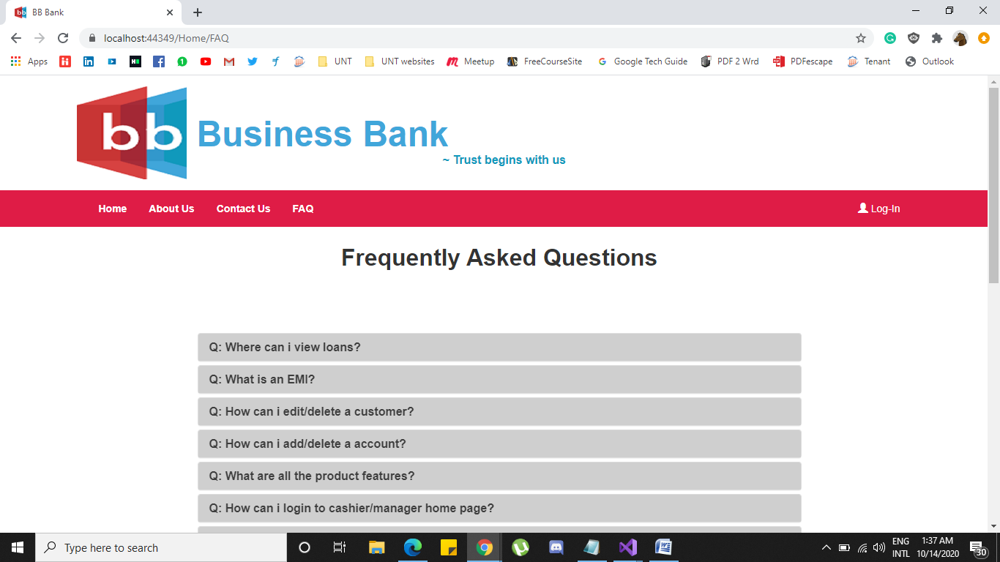 BB Bank
localhost:44349/Home/FAQ
Apps UNT UNT websites Meetup FreeCourseSite Google Tech Guide PDF 2 Wrd PDFescape Tenant Outlook
bb Business Bank
~ Trust begins with us
Home About Us Contact Us FAQ Log-In
Frequently Asked Questions
Q: Where can i view loans?
Q: What is an EMI?
Q: How can i edit/delete a customer?
Q: How can i add/delete a account?
Q: What are all the product features?
Q: How can i login to cashier/manager home page?
Type here to search
ENG 1:37 AM
INTL 10/14/2020 30